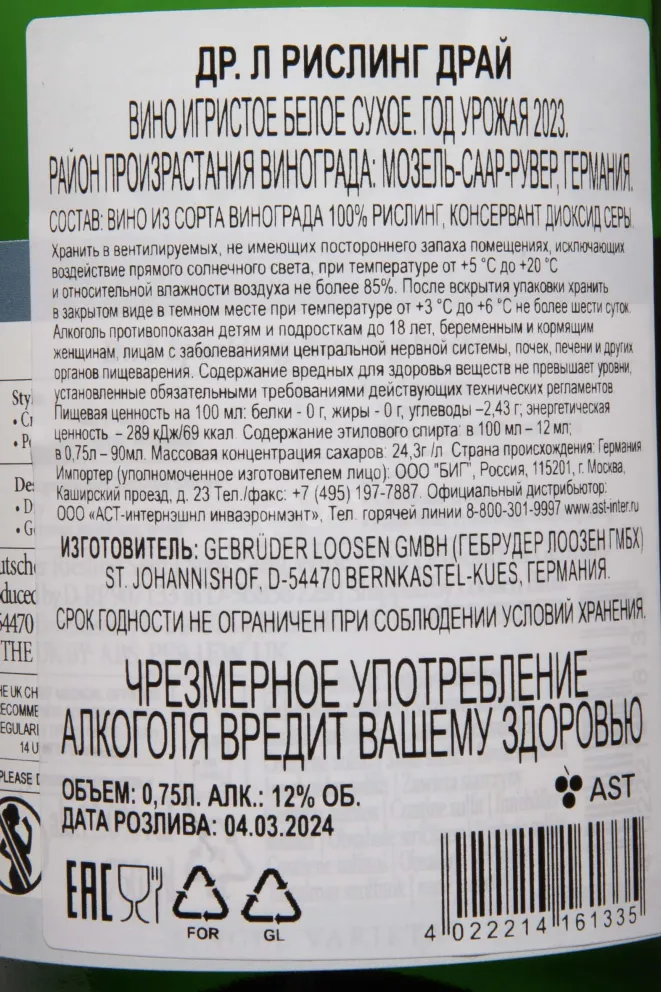 ДР. Л РИСЛИНГ ДРАЙ
ВИНО ИГРИСТОЕ БЕЛОЕ СУХОЕ. ГОД УРОЖАЯ 2023.
РАЙОН ПРОИЗРАСТАНИЯ ВИНОГРАДА: МОЗЕЛЬ-СААР-РУВЕР, ГЕРМАНИЯ.
СОСТАВ: ВИНО ИЗ СОРТА ВИНОГРАДА 100% РИСЛИНГ, КОНСЕРВАНТ ДИОКСИД СЕРЫ.
Хранить в вентилируемых, не имеющих постороннего запаха помещениях, исключающих
воздействие прямого солнечного света, при температуре от +5 °С до +20 °С
и относительной влажности воздуха не более 85%. После вскрытия упаковки хранить
в закрытом виде в темном месте при температуре от +3 °С до +6 °С не более шести суток.
Алкоголь противопоказан детям и подросткам до 18 лет, беременным и кормящим
женщинам, лицам с заболеваниями центральной нервной системы, почек, печени и других
органов пищеварения. Содержание вредных для здоровья веществ не превышает уровни,
установленные обязательными требованиями действующих технических регламентов
Пищевая ценность на 100 мл: белки - 0 г, жиры - 0 г, углеводы –2,43 г; энергетическая
ценность – 289 кДж/69 ккал. Содержание этилового спирта: в 100 мл – 12 мл;
в 0,75л – 90мл. Массовая концентрация сахаров: 24,3г /л. Страна происхождения: Германия
Импортер (уполномоченное изготовителем лицо): ООО "БИГ", Россия, 115201, г. Москва,
Каширский проезд, д. 23 Тел./факс: +7 (495) 197-7887. Официальный дистрибьютор:
ООО «АСТ-интернэшнл инваэронмэнт», Тел. горячей линии 8-800-301-9997 www.ast-inter.ru
ИЗГОТОВИТЕЛЬ: GEBRÜDER LOOSEN GMBH (ГЕБРУДЕР ЛООЗЕН ГМБХ)
ST. JOHANNISHOF, D-54470 BERNKASTEL-KUES, ГЕРМАНИЯ.
СРОК ГОДНОСТИ НЕ ОГРАНИЧЕН ПРИ СОБЛЮДЕНИИ УСЛОВИЙ ХРАНЕНИЯ.
ЧРЕЗМЕРНОЕ УПОТРЕБЛЕНИЕ
АЛКОГОЛЯ ВРЕДИТ ВАШЕМУ ЗДОРОВЬЮ
ОБЪЕМ: 0,75Л. АЛК.: 12% ОБ.
ДАТА РОЗЛИВА: 04.03.2024
AST
EAC
FOR
GL
4 022214 161335
54470
THE
14 U
PLEASE D